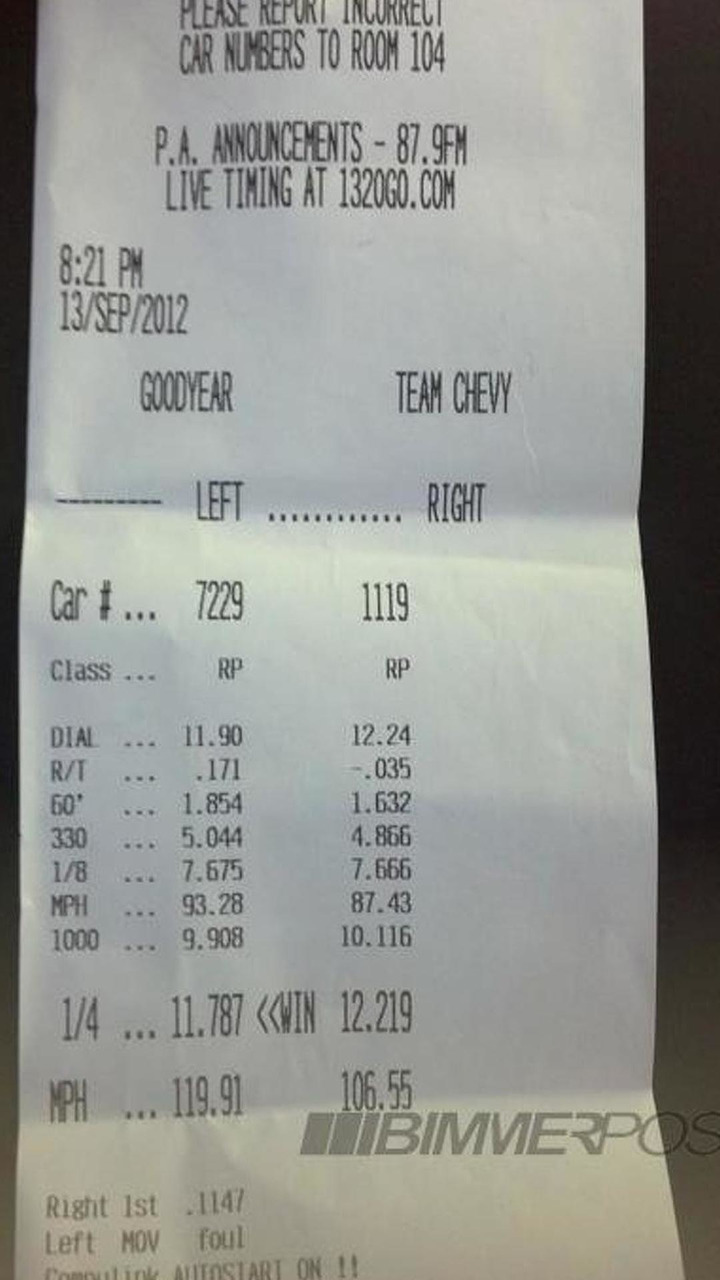 PLEASE REPORT INCORRECT
CAR NUMBERS TO ROOM 104
P.A. ANNOUNCEMENTS - 87.9FM
LIVE TIMING AT 1320GO.COM
8:21 PM
13/SEP/2012
GOODYEAR TEAM CHEVY
--------- LEFT ............ RIGHT
Car # ... 7229 1119
Class ... RP RP
DIAL ... 11.90 12.24
R/T ... .171 -.035
60' ... 1.854 1.632
330 ... 5.044 4.866
1/8 ... 7.675 7.666
MPH ... 93.28 87.43
1000 ... 9.908 10.116
1/4 ... 11.787 <<WIN 12.219
MPH ... 119.91 106.55
BIMMERPOS
Right 1st .1147
Left MOV foul
Compulink AUTOSTART ON !!